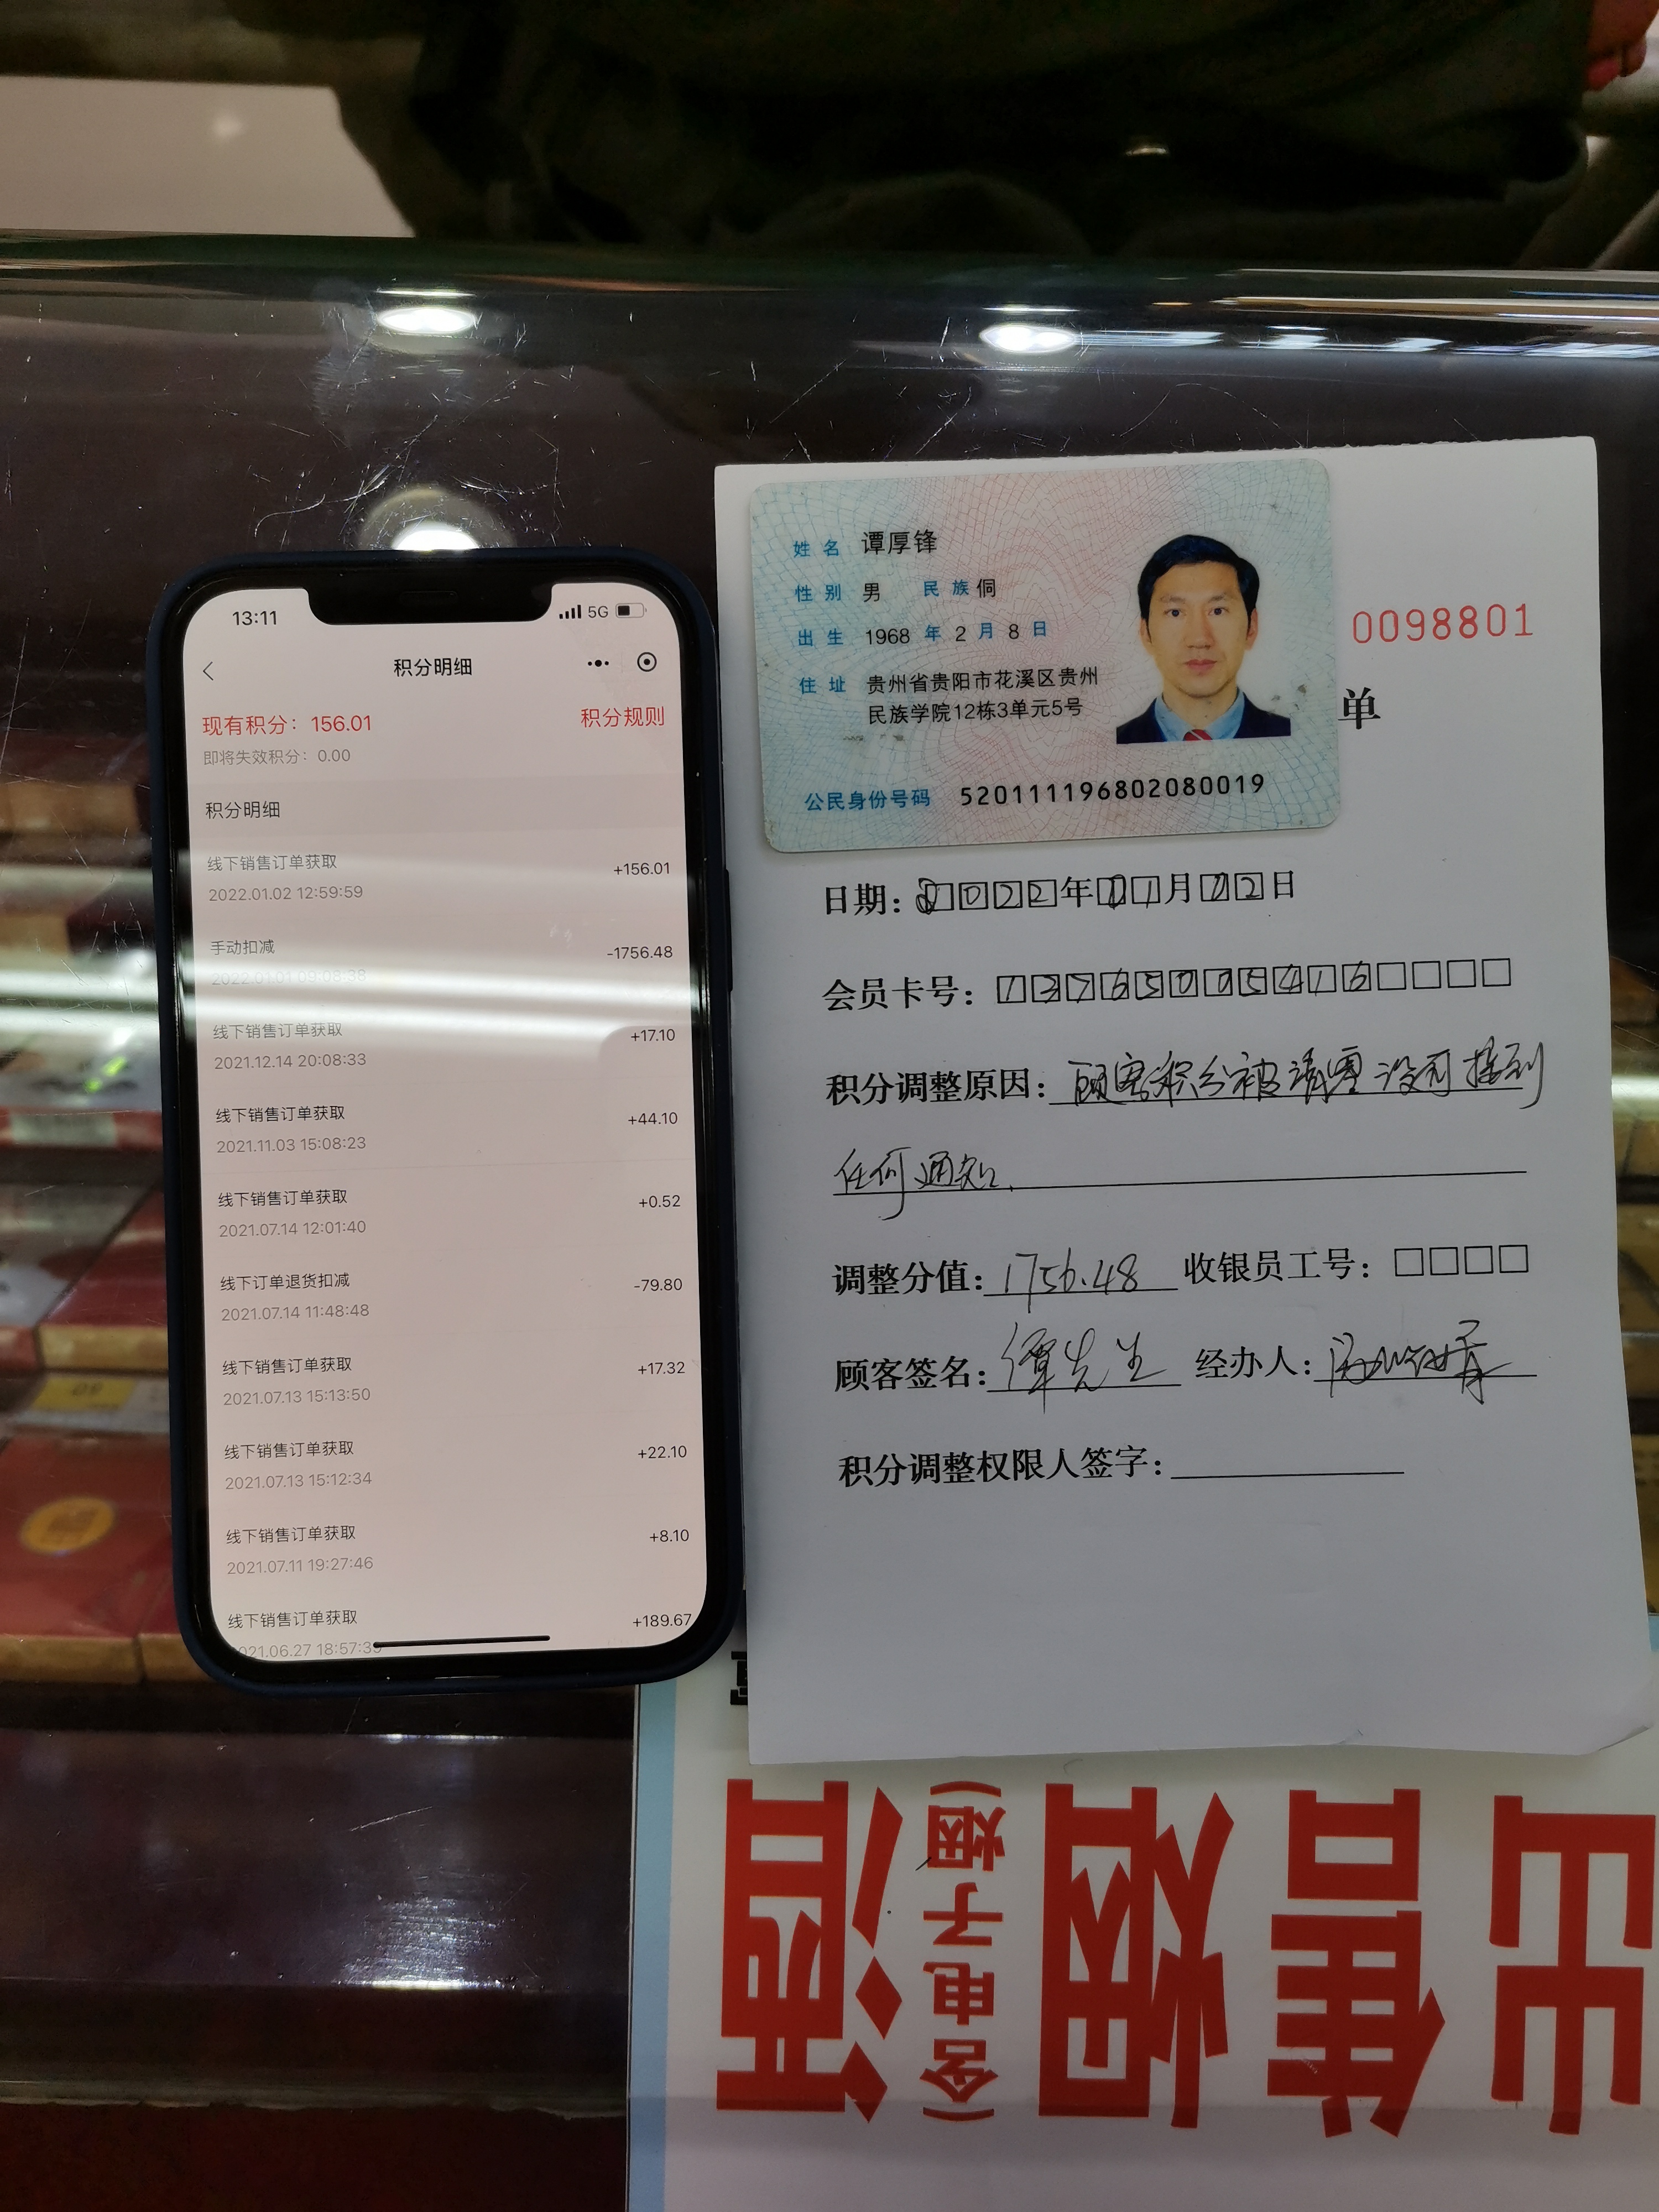 13:11
5G
积分明细
现有积分：156.01
积分规则
即将失效积分：0.00
积分明细
线下销售订单获取
+156.01
2022.01.02 12:59:59
手动扣减
-1756.48
2022.01.01 09:08:38
线下销售订单获取
+17.10
2021.12.14 20:08:33
线下销售订单获取
+44.10
2021.11.03 15:08:23
线下销售订单获取
+0.52
2021.07.14 12:01:40
线下订单退货扣减
-79.80
2021.07.14 11:48:48
线下销售订单获取
+17.32
2021.07.13 15:13:50
线下销售订单获取
+22.10
2021.07.13 15:12:34
线下销售订单获取
+8.10
2021.07.11 19:27:46
线下销售订单获取
+189.67
姓名 谭厚锋
性别 男 民族 侗
出生 1968 年 2 月 8 日
住址 贵州省贵阳市花溪区贵州
民族学院12栋3单元5号
公民身份号码 520111196802080019
0098801
单
日期：2022年01月02日
会员卡号：13765005416
积分调整原因：顾客积分被清零没有接到
任何通知.
调整分值：1756.48 收银员工号：
顾客签名：谭先生 经办人：
积分调整权限人签字：
出售烟（含电子烟）酒